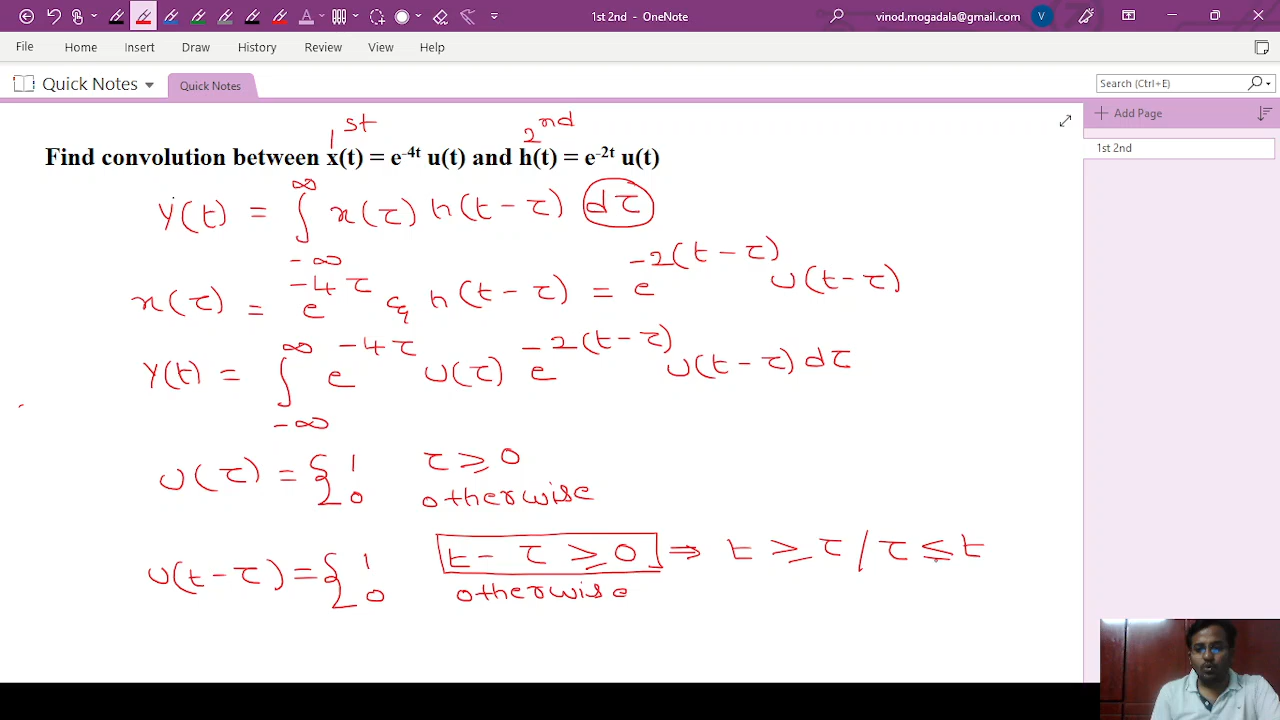 1st 2nd - OneNote
vinod.mogadala@gmail.com V
File Home Insert Draw History Review View Help
Quick Notes Quick Notes Search (Ctrl+E)
Add Page
1st 2nd
1st 2nd
Find convolution between x(t) = e^-4t u(t) and h(t) = e^-2t u(t)
Y(t) = ∫_-∞^∞ x(τ) h(t-τ) dτ
x(τ) = e^-4τ & h(t-τ) = e^-2(t-τ) u(t-τ)
Y(t) = ∫_-∞^∞ e^-4τ u(τ) e^-2(t-τ) u(t-τ) dτ
u(τ) = { 1 τ ≥ 0
0 otherwise
u(t-τ) = { 1 t - τ ≥ 0 ⇒ t ≥ τ / τ ≤ t
0 otherwise